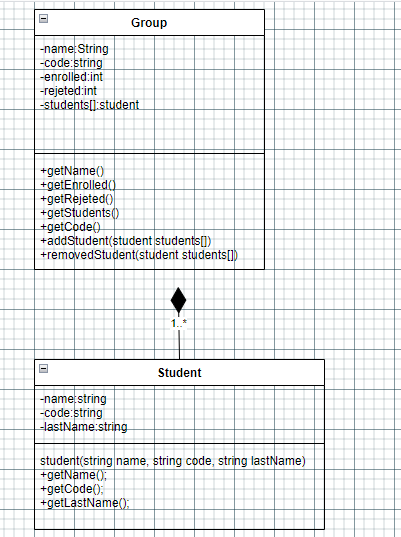 Group
-name:String
-code:string
-enrolled:int
-rejeted:int
-students[]:student
+getName()
+getEnrolled()
+getRejeted()
+getStudents()
+getCode()
+addStudent(student students[])
+removedStudent(student students[])
1..*
Student
-name:string
-code:string
-lastName:string
student(string name, string code, string lastName)
+getName();
+getCode();
+getLastName();